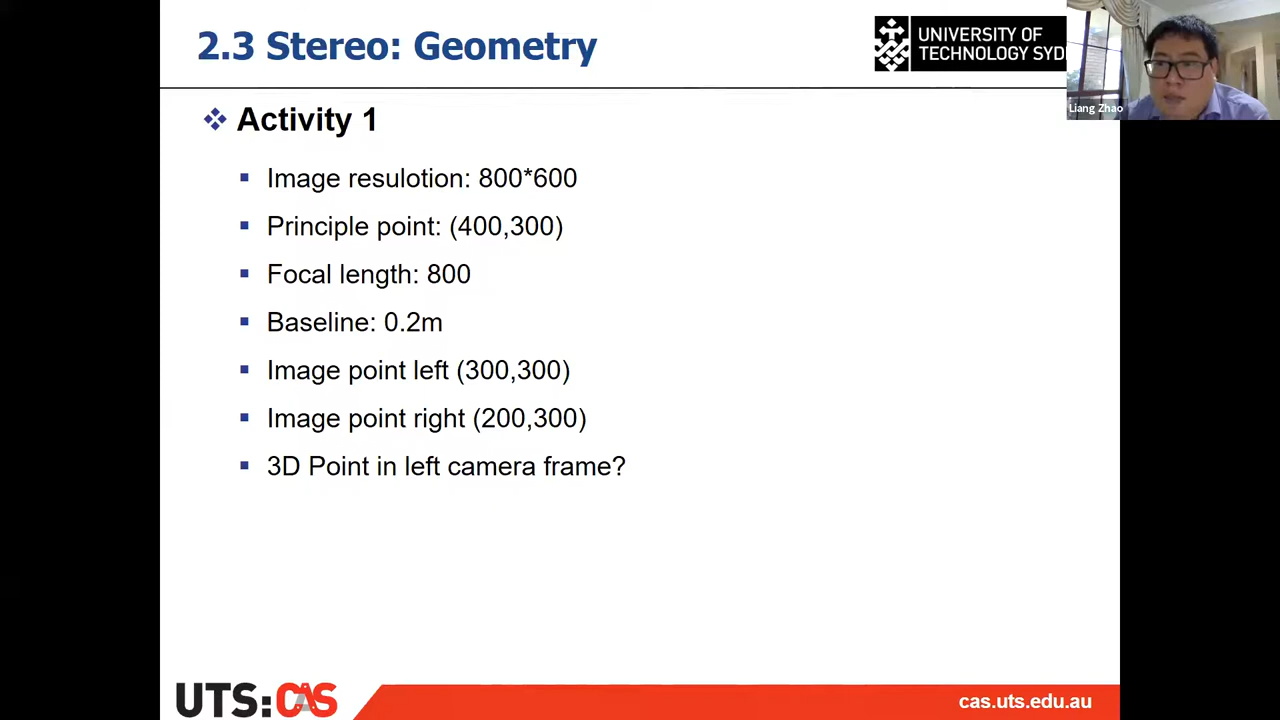 2.3 Stereo: Geometry
UNIVERSITY OF
TECHNOLOGY SYD
Liang Zhao
❖ Activity 1
▪ Image resulotion: 800*600
▪ Principle point: (400,300)
▪ Focal length: 800
▪ Baseline: 0.2m
▪ Image point left (300,300)
▪ Image point right (200,300)
▪ 3D Point in left camera frame?
UTS:CAS
cas.uts.edu.au